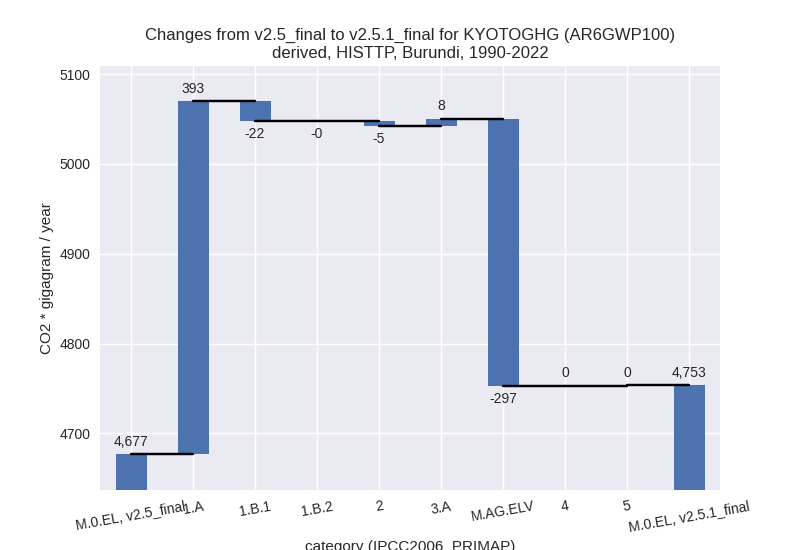 Changes from v2.5_final to v2.5.1_final for KYOTOGHG (AR6GWP100)
derived, HISTTP, Burundi, 1990-2022
CO2 * gigagram / year
5100
5000
4900
4800
4700
4,677
393
-22
-0
-5
8
-297
0
0
4,753
M.0.EL, v2.5_final
1.A
1.B.1
1.B.2
2
3.A
M.AG.ELV
4
5
M.0.EL, v2.5.1_final
category (IPCC2006_PRIMAP)